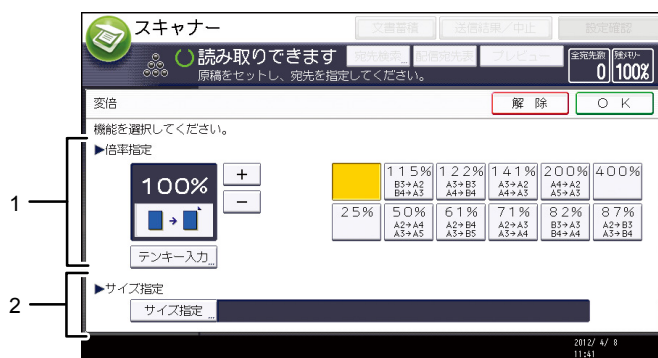 スキャナー
文書蓄積
送信結果/中止
設定確認
読み取りできます
宛先検索
配信宛先表
プレビュー
原稿をセットし、宛先を指定してください。
全宛先数
0
残メモリー
100%
変倍
解 除
O K
機能を選択してください。
▶倍率指定
1
100%
+
−
115%
B3→A2
B4→A3
122%
A3→B3
A4→B4
141%
A3→A2
A4→A3
200%
A4→A2
A5→A3
400%
25%
50%
A2→A4
A3→A5
61%
A2→B4
A3→B5
71%
A2→A3
A3→A4
82%
B3→A3
B4→A4
87%
A2→B3
A3→B4
テンキー入力
▶サイズ指定
2
サイズ指定
2012/ 4/ 8
11:41